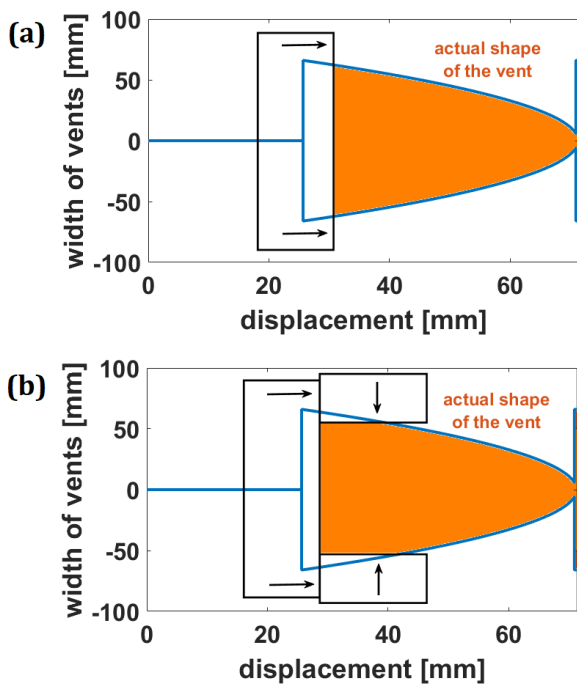 (a)
width of vents [mm]
100
50
0
-50
-100
actual shape
of the vent
0
20
40
60
displacement [mm]
(b)
width of vents [mm]
100
50
0
-50
-100
actual shape
of the vent
0
20
40
60
displacement [mm]